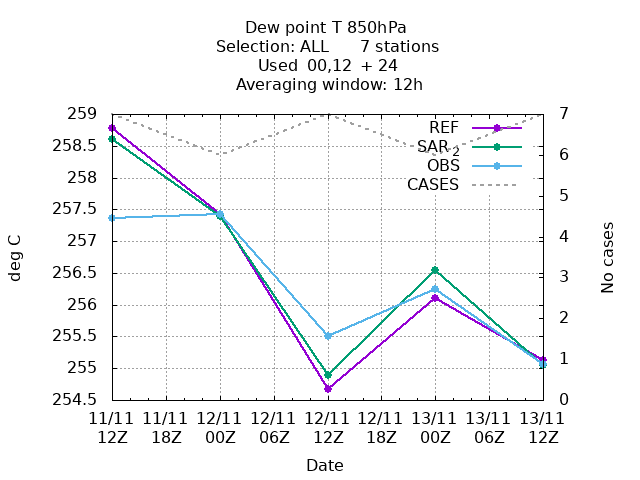 Dew point T 850hPa
Selection: ALL 7 stations
Used 00,12 + 24
Averaging window: 12h
259
258.5
258
257.5
257
256.5
256
255.5
255
254.5
deg C
7
6
5
4
3
2
1
0
No cases
REF
SAR 2
OBS
CASES
11/11 11/11 12/11 12/11 12/11 12/11 13/11 13/11 13/11
12Z 18Z 00Z 06Z 12Z 18Z 00Z 06Z 12Z
Date